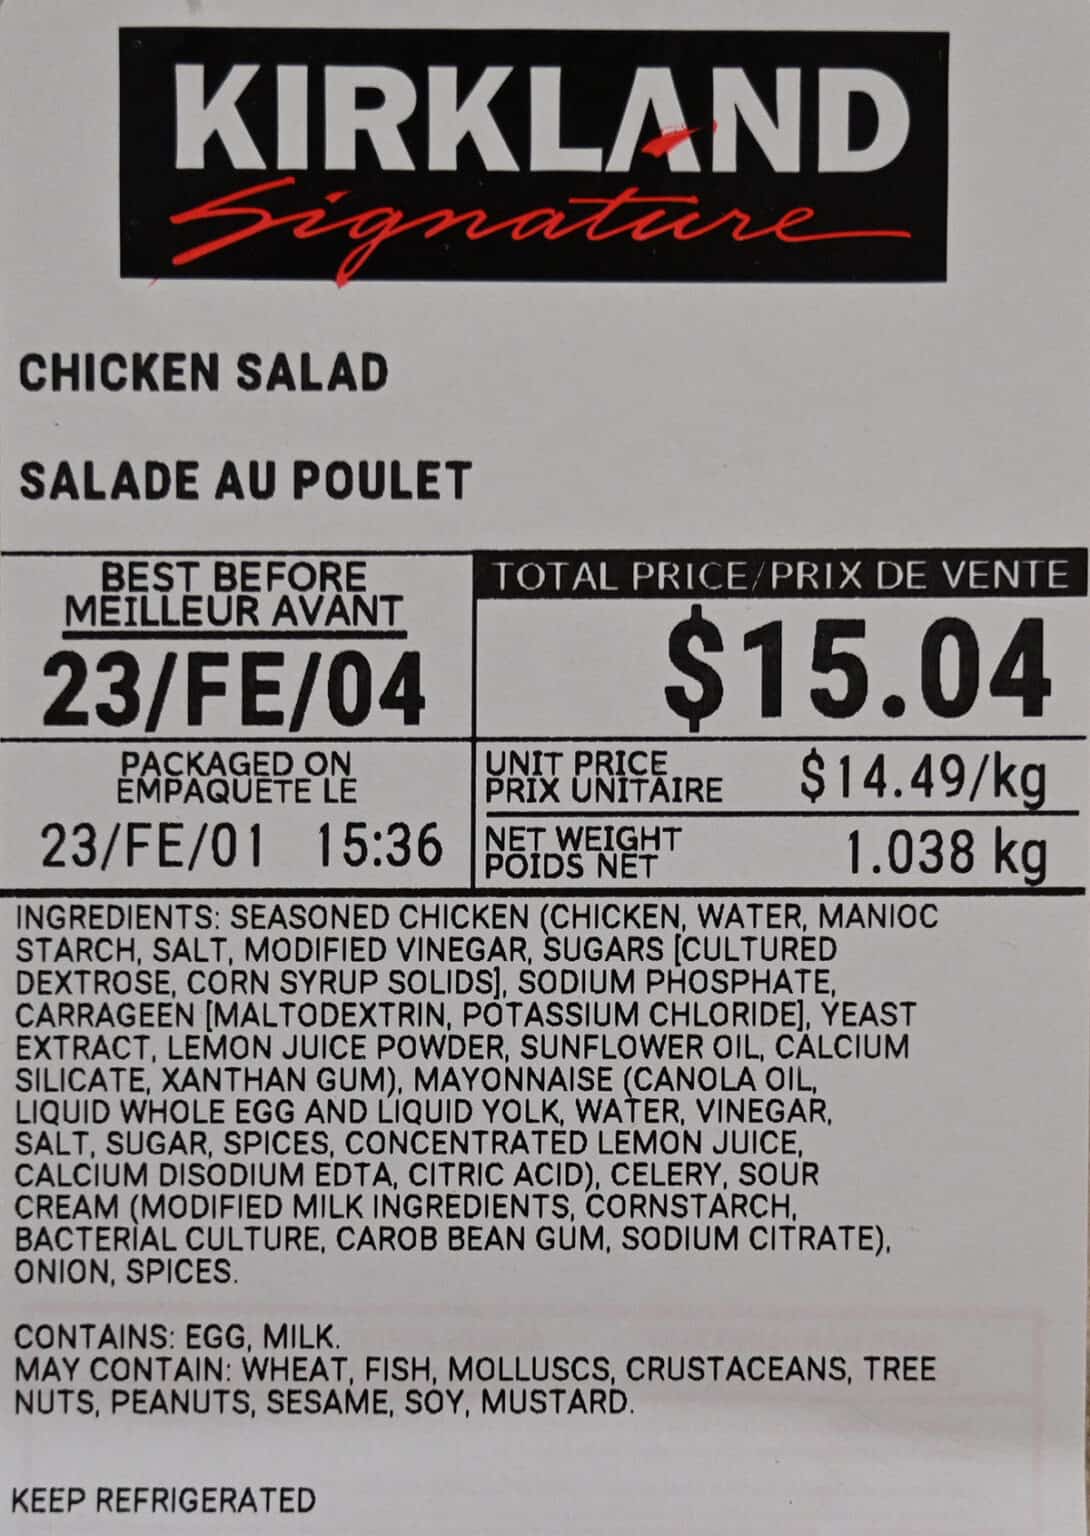 KIRKLAND
Signature
CHICKEN SALAD
SALADE AU POULET
BEST BEFORE
MEILLEUR AVANT
23/FE/04
TOTAL PRICE/PRIX DE VENTE
$15.04
PACKAGED ON
EMPAQUETE LE
23/FE/01 15:36
UNIT PRICE
PRIX UNITAIRE
$14.49/kg
NET WEIGHT
POIDS NET
1.038 kg
INGREDIENTS: SEASONED CHICKEN (CHICKEN, WATER, MANIOC
STARCH, SALT, MODIFIED VINEGAR, SUGARS [CULTURED
DEXTROSE, CORN SYRUP SOLIDS], SODIUM PHOSPHATE,
CARRAGEEN [MALTODEXTRIN, POTASSIUM CHLORIDE], YEAST
EXTRACT, LEMON JUICE POWDER, SUNFLOWER OIL, CALCIUM
SILICATE, XANTHAN GUM), MAYONNAISE (CANOLA OIL,
LIQUID WHOLE EGG AND LIQUID YOLK, WATER, VINEGAR,
SALT, SUGAR, SPICES, CONCENTRATED LEMON JUICE,
CALCIUM DISODIUM EDTA, CITRIC ACID), CELERY, SOUR
CREAM (MODIFIED MILK INGREDIENTS, CORNSTARCH,
BACTERIAL CULTURE, CAROB BEAN GUM, SODIUM CITRATE),
ONION, SPICES.
CONTAINS: EGG, MILK.
MAY CONTAIN: WHEAT, FISH, MOLLUSCS, CRUSTACEANS, TREE
NUTS, PEANUTS, SESAME, SOY, MUSTARD.
KEEP REFRIGERATED